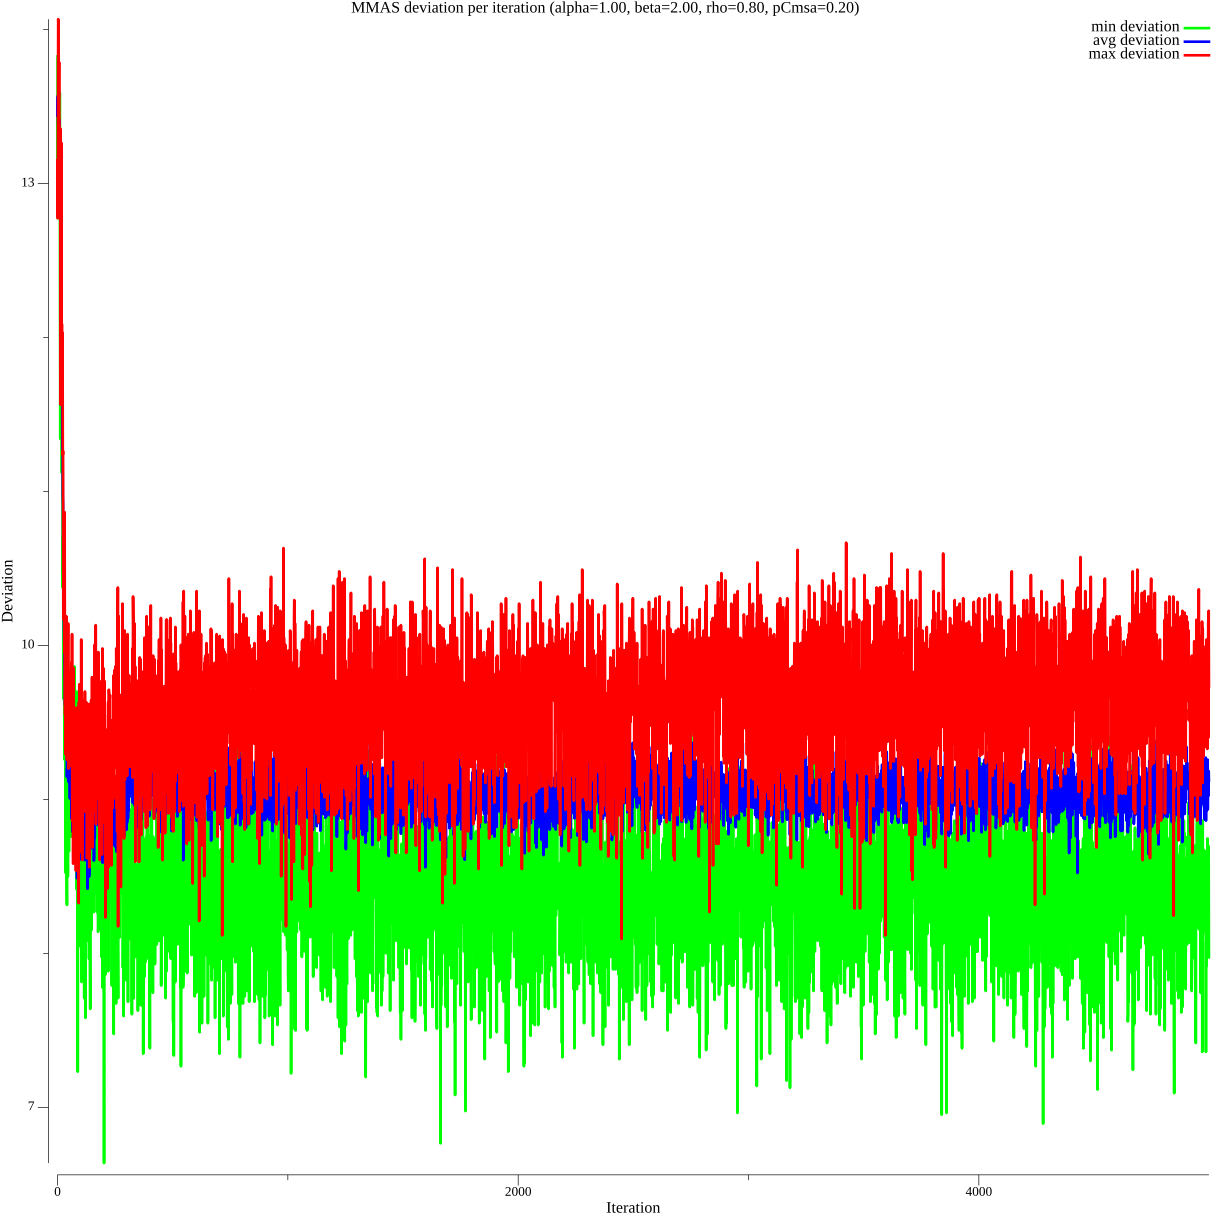 MMAS deviation per iteration (alpha=1.00, beta=2.00, rho=0.80, pCmsa=0.20)
min deviation
avg deviation
max deviation
13
10
7
Deviation
0
2000
4000
Iteration